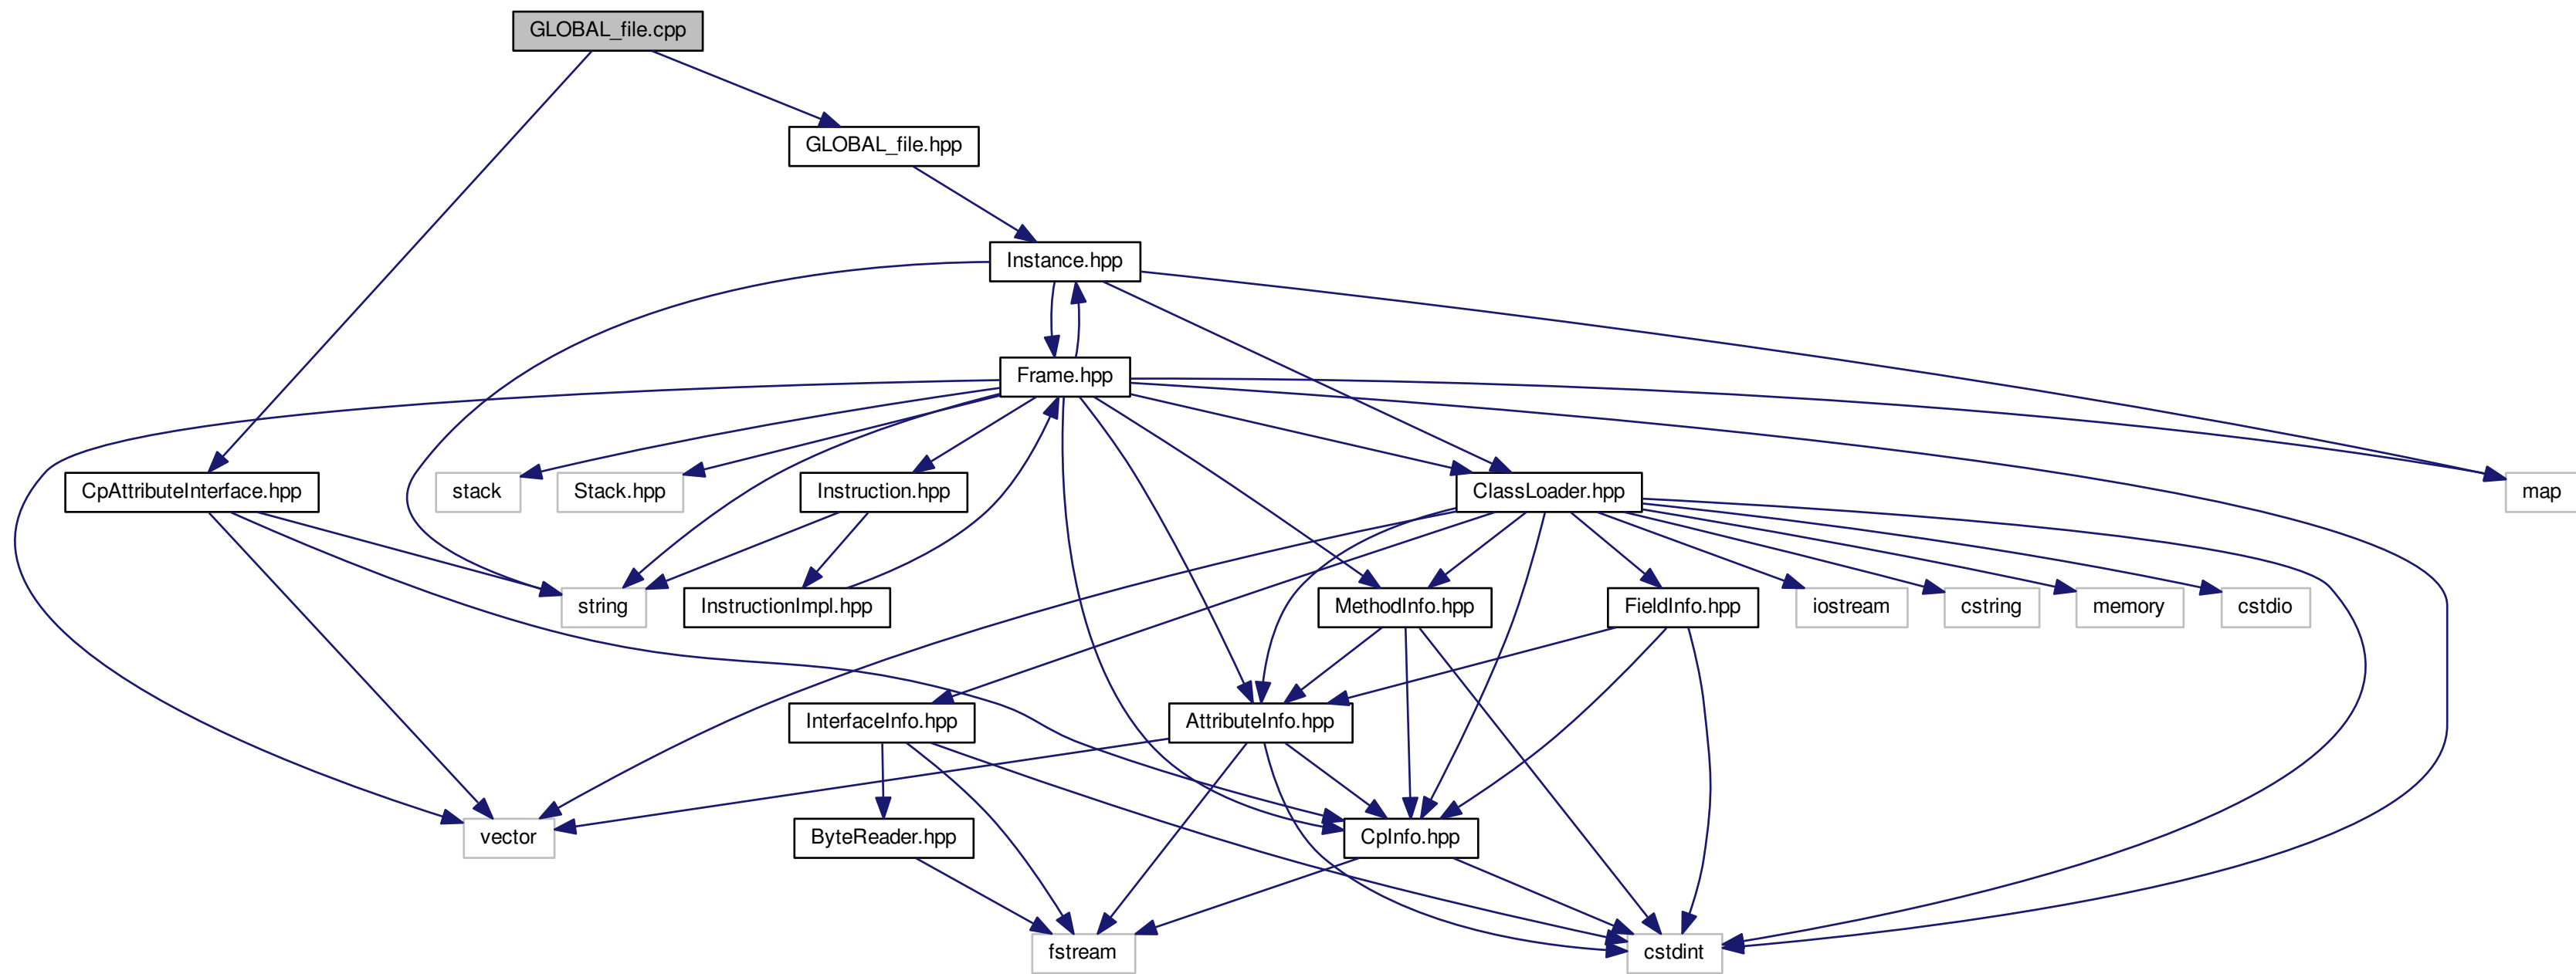 GLOBAL_file.cpp
GLOBAL_file.hpp
Instance.hpp
Frame.hpp
CpAttributeInterface.hpp
stack
Stack.hpp
Instruction.hpp
ClassLoader.hpp
map
string
InstructionImpl.hpp
MethodInfo.hpp
FieldInfo.hpp
iostream
cstring
memory
cstdio
InterfaceInfo.hpp
AttributeInfo.hpp
vector
ByteReader.hpp
CpInfo.hpp
fstream
cstdint